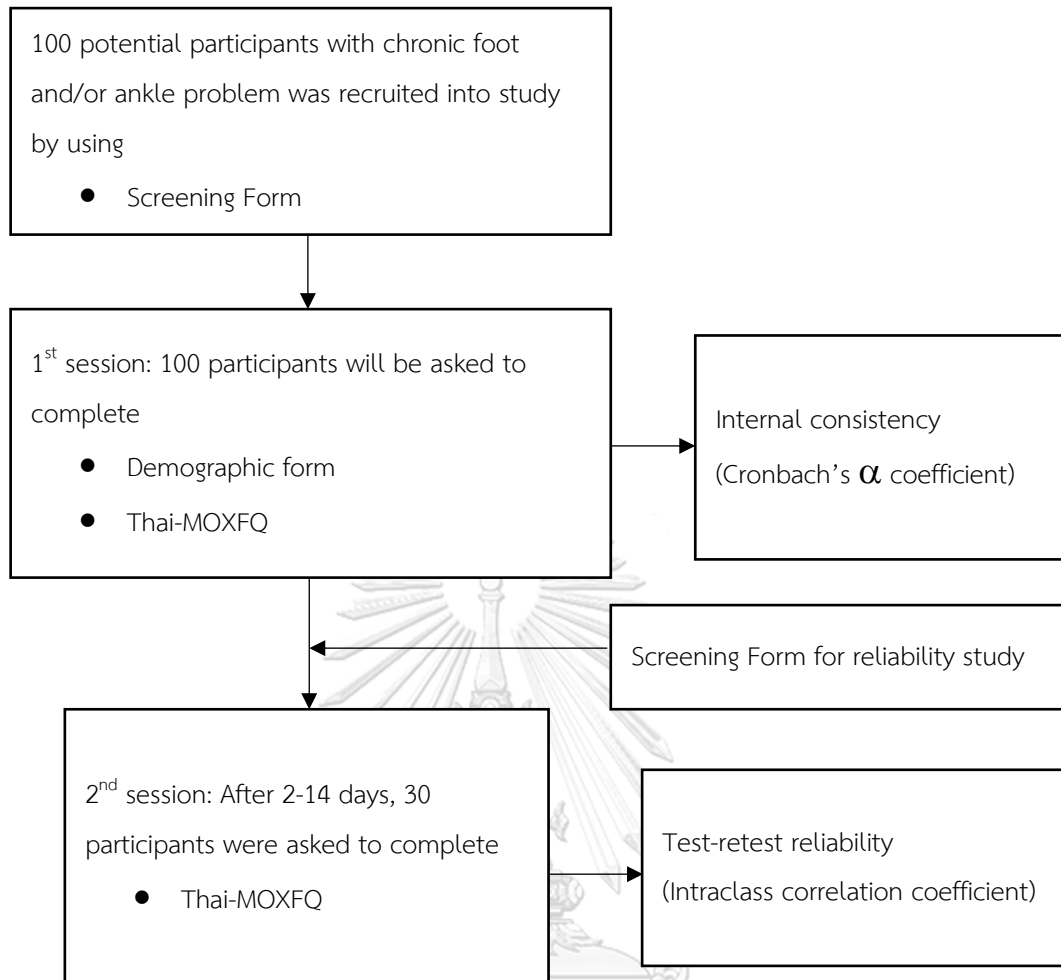 100 potential participants with chronic foot
and/or ankle problem was recruited into study
by using
● Screening Form
1st session: 100 participants will be asked to
complete
● Demographic form
● Thai-MOXFQ
Internal consistency
(Cronbach's α coefficient)
Screening Form for reliability study
2nd session: After 2-14 days, 30
participants were asked to complete
● Thai-MOXFQ
Test-retest reliability
(Intraclass correlation coefficient)